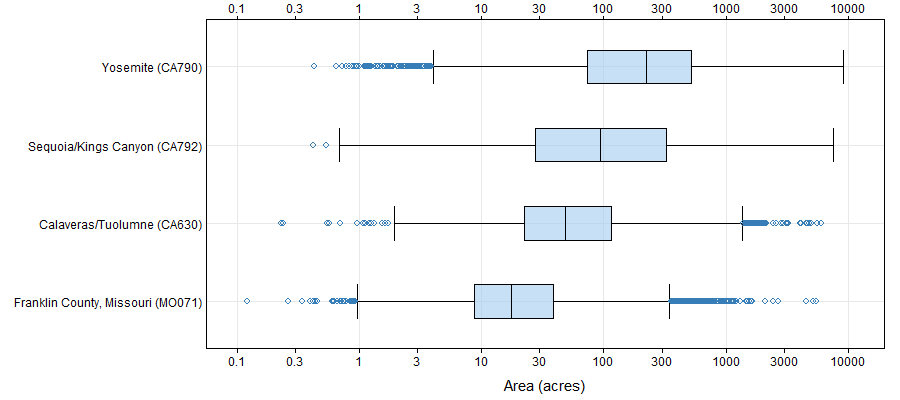 0.1 0.3 1 3 10 30 100 300 1000 3000 10000
Yosemite (CA790)
Sequoia/Kings Canyon (CA792)
Calaveras/Tuolumne (CA630)
Franklin County, Missouri (MO071)
0.1 0.3 1 3 10 30 100 300 1000 3000 10000
Area (acres)